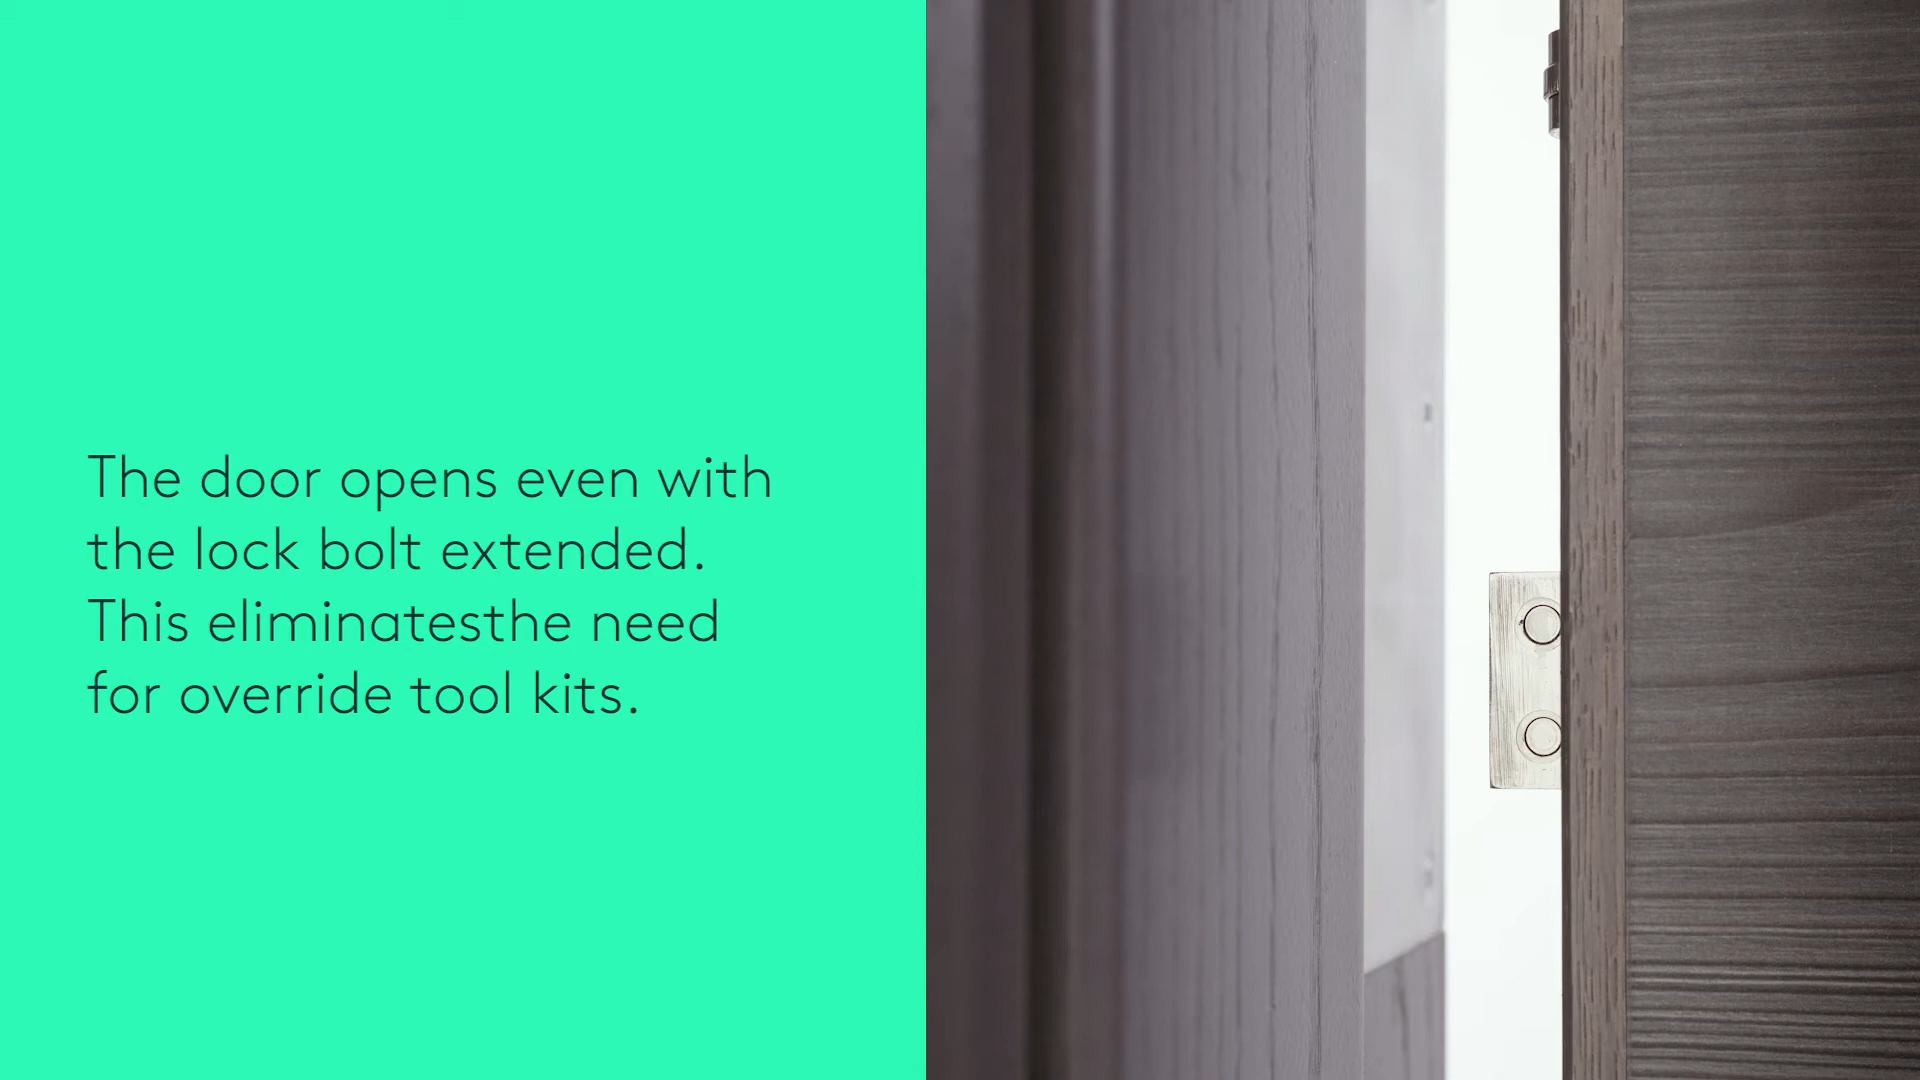 The door opens even with
the lock bolt extended.
This eliminatesthe need
for override tool kits.